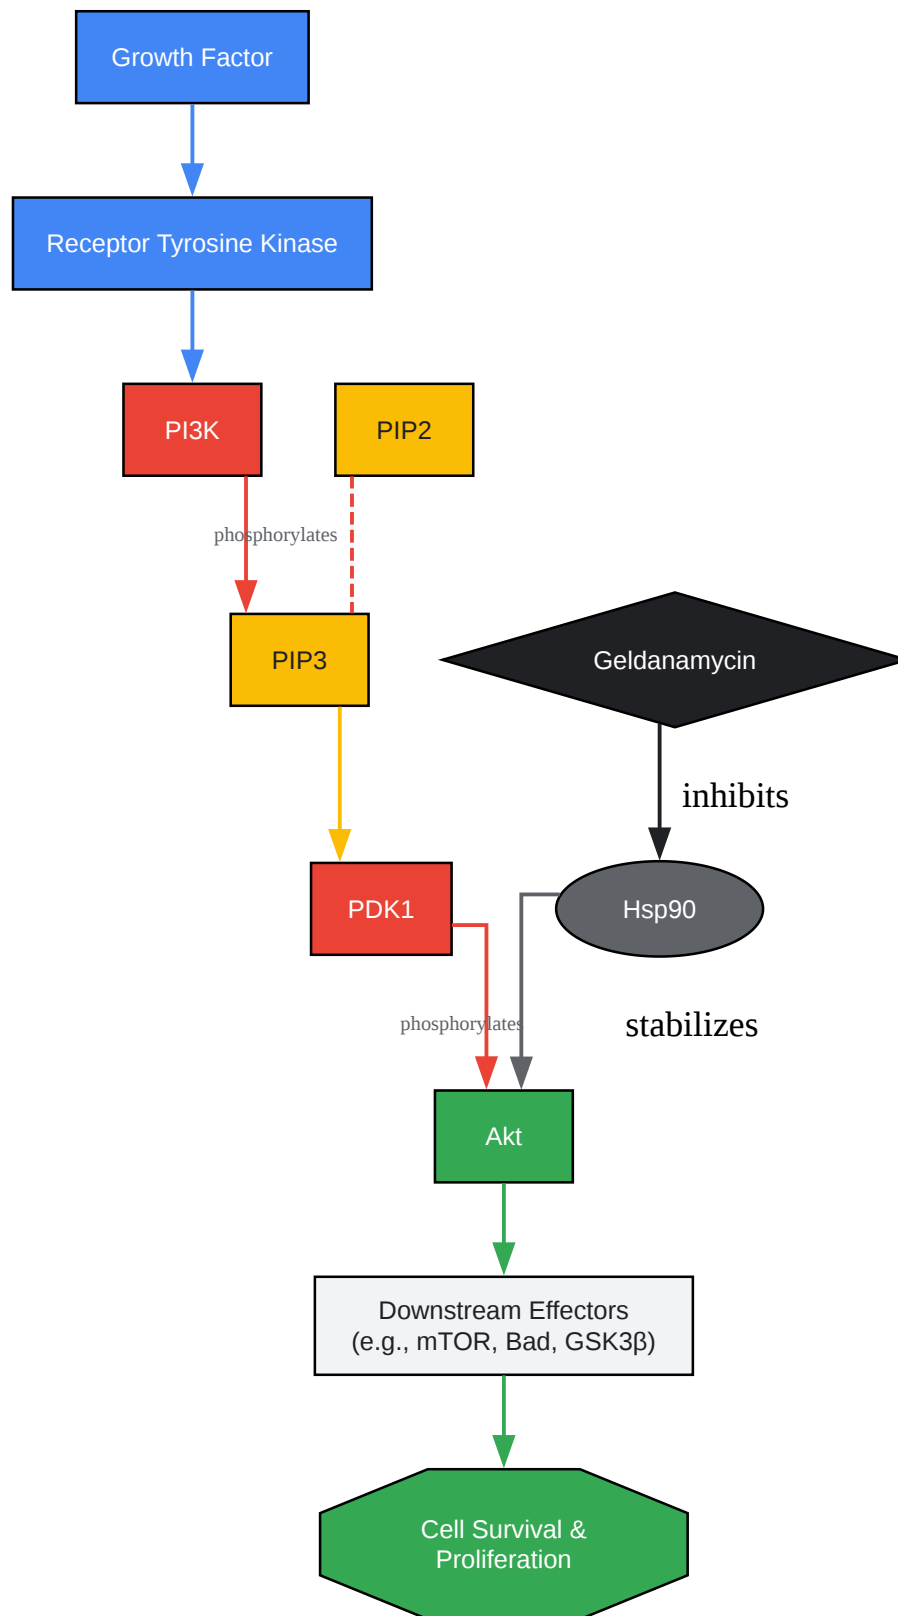 Growth Factor
Receptor Tyrosine Kinase
PI3K
PIP2
phosphorylates
PIP3
Geldanamycin
inhibits
PDK1
Hsp90
phosphorylates
stabilizes
Akt
Downstream Effectors
(e.g., mTOR, Bad, GSK3β)
Cell Survival &
Proliferation